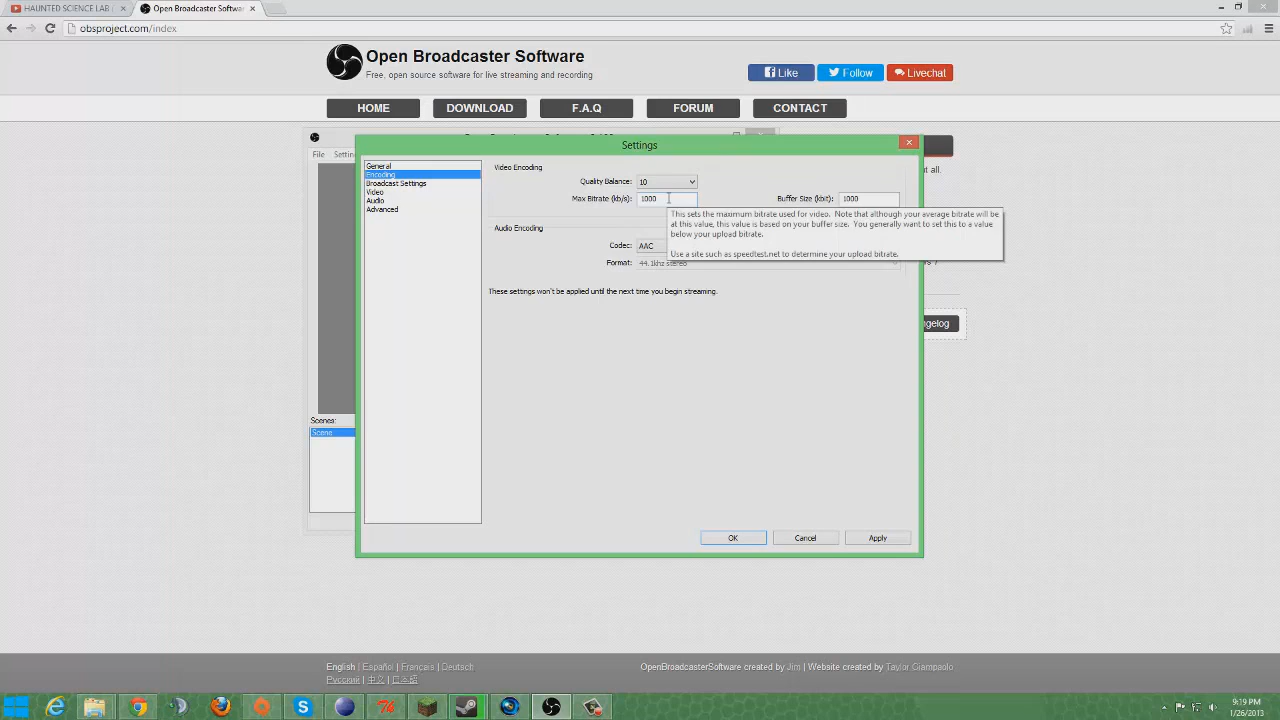 HAUNTED SCIENCE LAB
Open Broadcaster Softwar
obsproject.com/index
Open Broadcaster Software
Free, open source software for live streaming and recording
Like
Follow
Livechat
HOME
DOWNLOAD
F.A.Q
FORUM
CONTACT
File
Settings
General
Encoding
Broadcast Settings
Video
Audio
Advanced
Video Encoding
Quality Balance:
10
Max Bitrate (kb/s):
1000
Buffer Size (kbit):
1000
This sets the maximum bitrate used for video. Note that although your average bitrate will be
at this value, this value is based on your buffer size. You generally want to set this to a value
below your upload bitrate.
Use a site such as speedtest.net to determine your upload bitrate.
Audio Encoding
Codec:
AAC
Format:
44.1khz stereo
These settings won't be applied until the next time you begin streaming.
all.
gelog
Scenes:
Scene
OK
Cancel
Apply
English | Español | Français | Deutsch
Русский | 中文 | 日本語
OpenBroadcasterSoftware created by Jim | Website created by Taylor Giampaolo
9:19 PM
1/26/2013